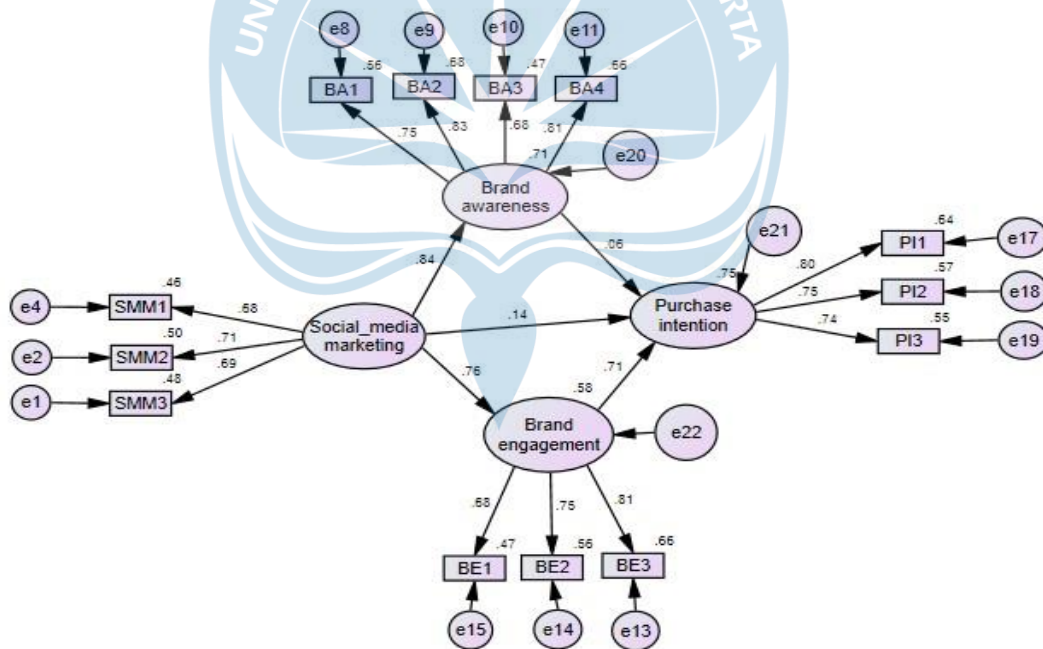 UNI
RTA
e8
e9
e10
e11
.56
.68
.47
.66
BA1
BA2
BA3
BA4
.75
.83
.68
.81
.71
e20
Brand
awareness
e21
.64
e17
PI1
.84
.06
.75
.80
.57
e18
.46
PI2
e4
SMM1
.68
Social_media
marketing
.14
Purchase
intention
.75
.50
.71
.74
.55
e2
SMM2
PI3
e19
.48
.69
.76
.71
e1
SMM3
.58
Brand
engagement
e22
.68
.75
.81
.47
.56
.66
BE1
BE2
BE3
e15
e14
e13